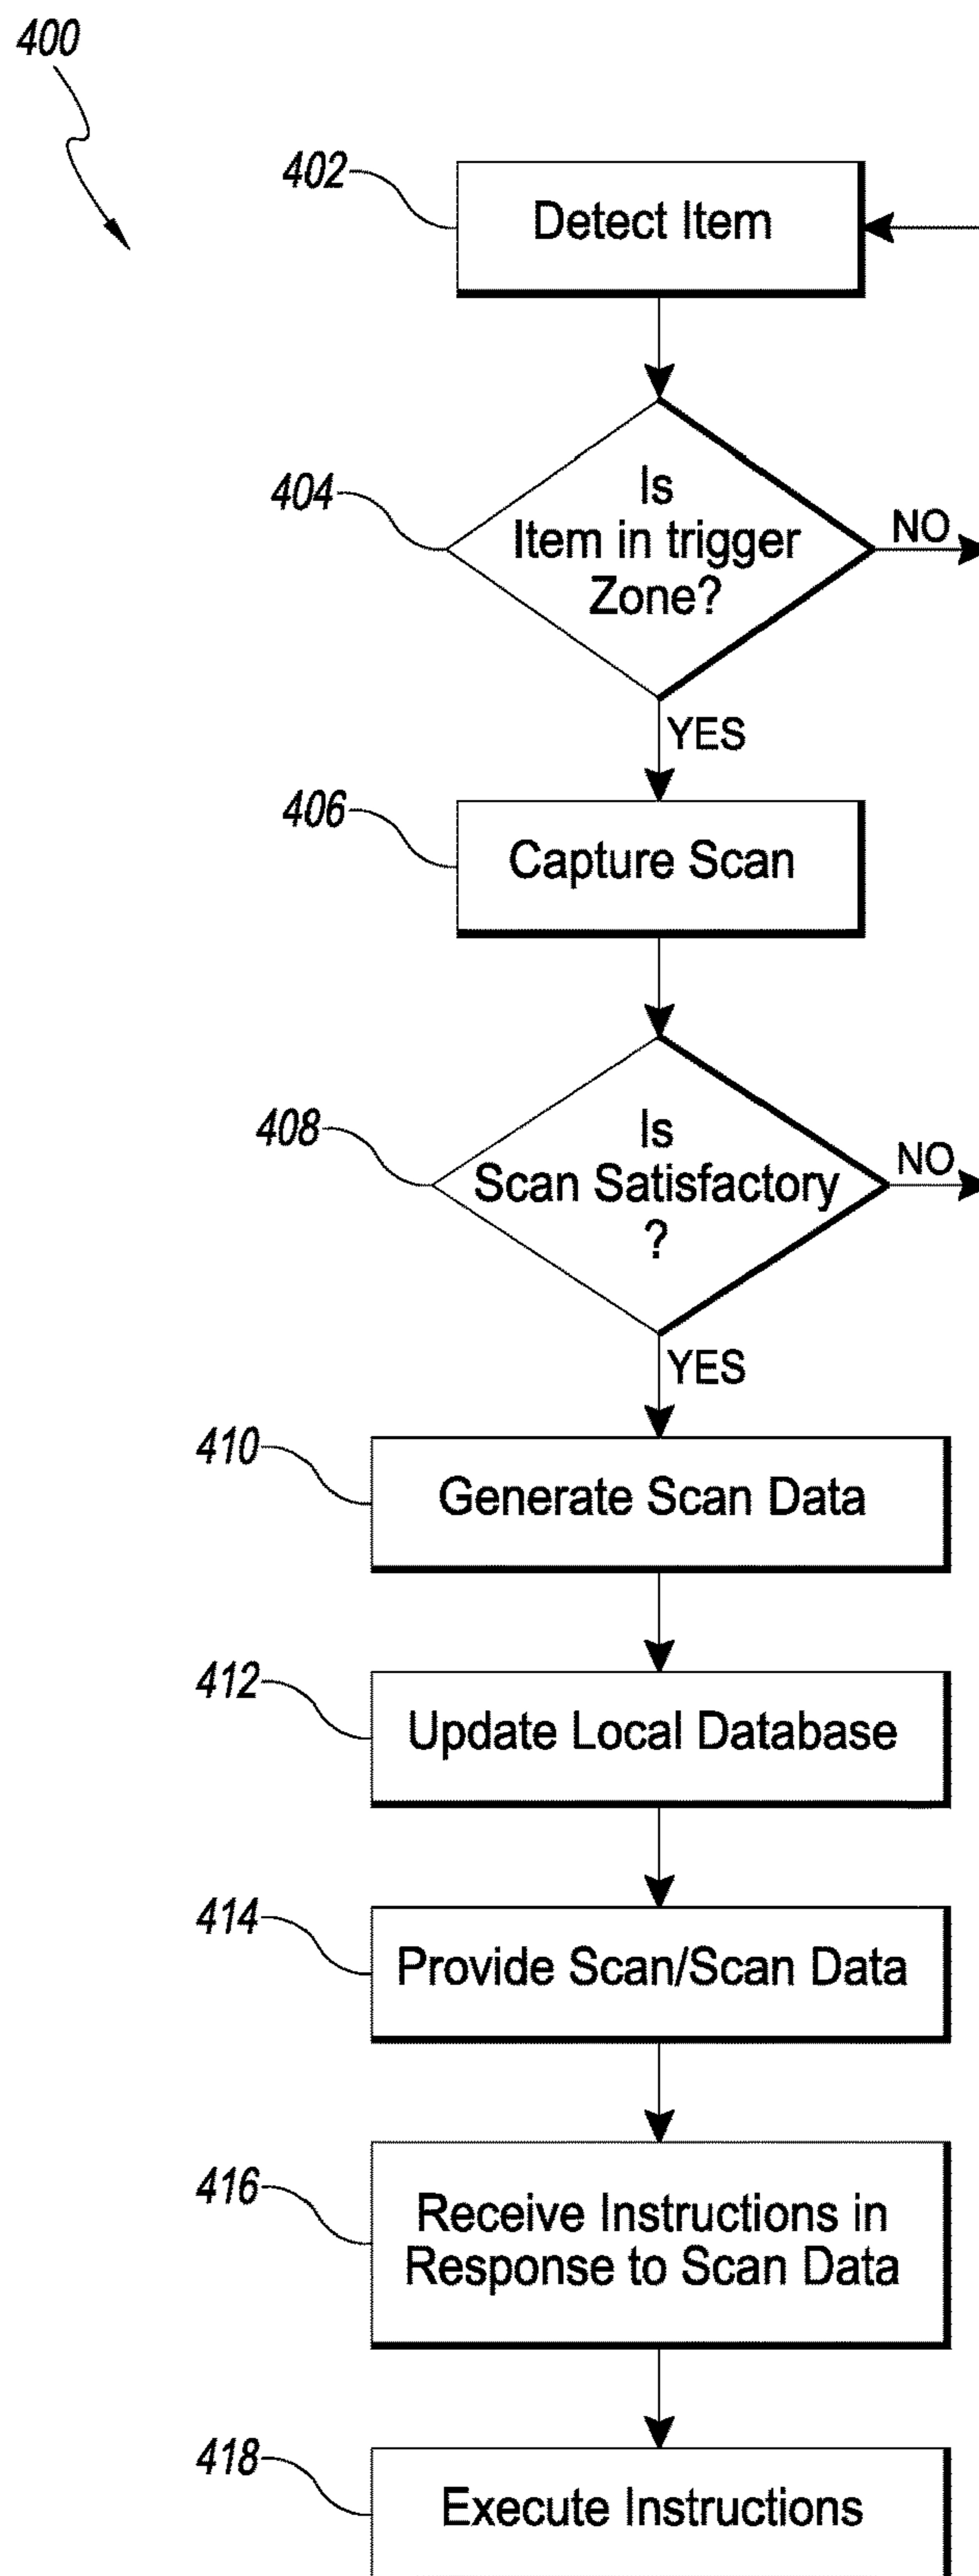 400
402
Detect Item
404
Is
Item in trigger
Zone?
NO
YES
406
Capture Scan
408
Is
Scan Satisfactory
?
NO
YES
410
Generate Scan Data
412
Update Local Database
414
Provide Scan/Scan Data
416
Receive Instructions in
Response to Scan Data
418
Execute Instructions